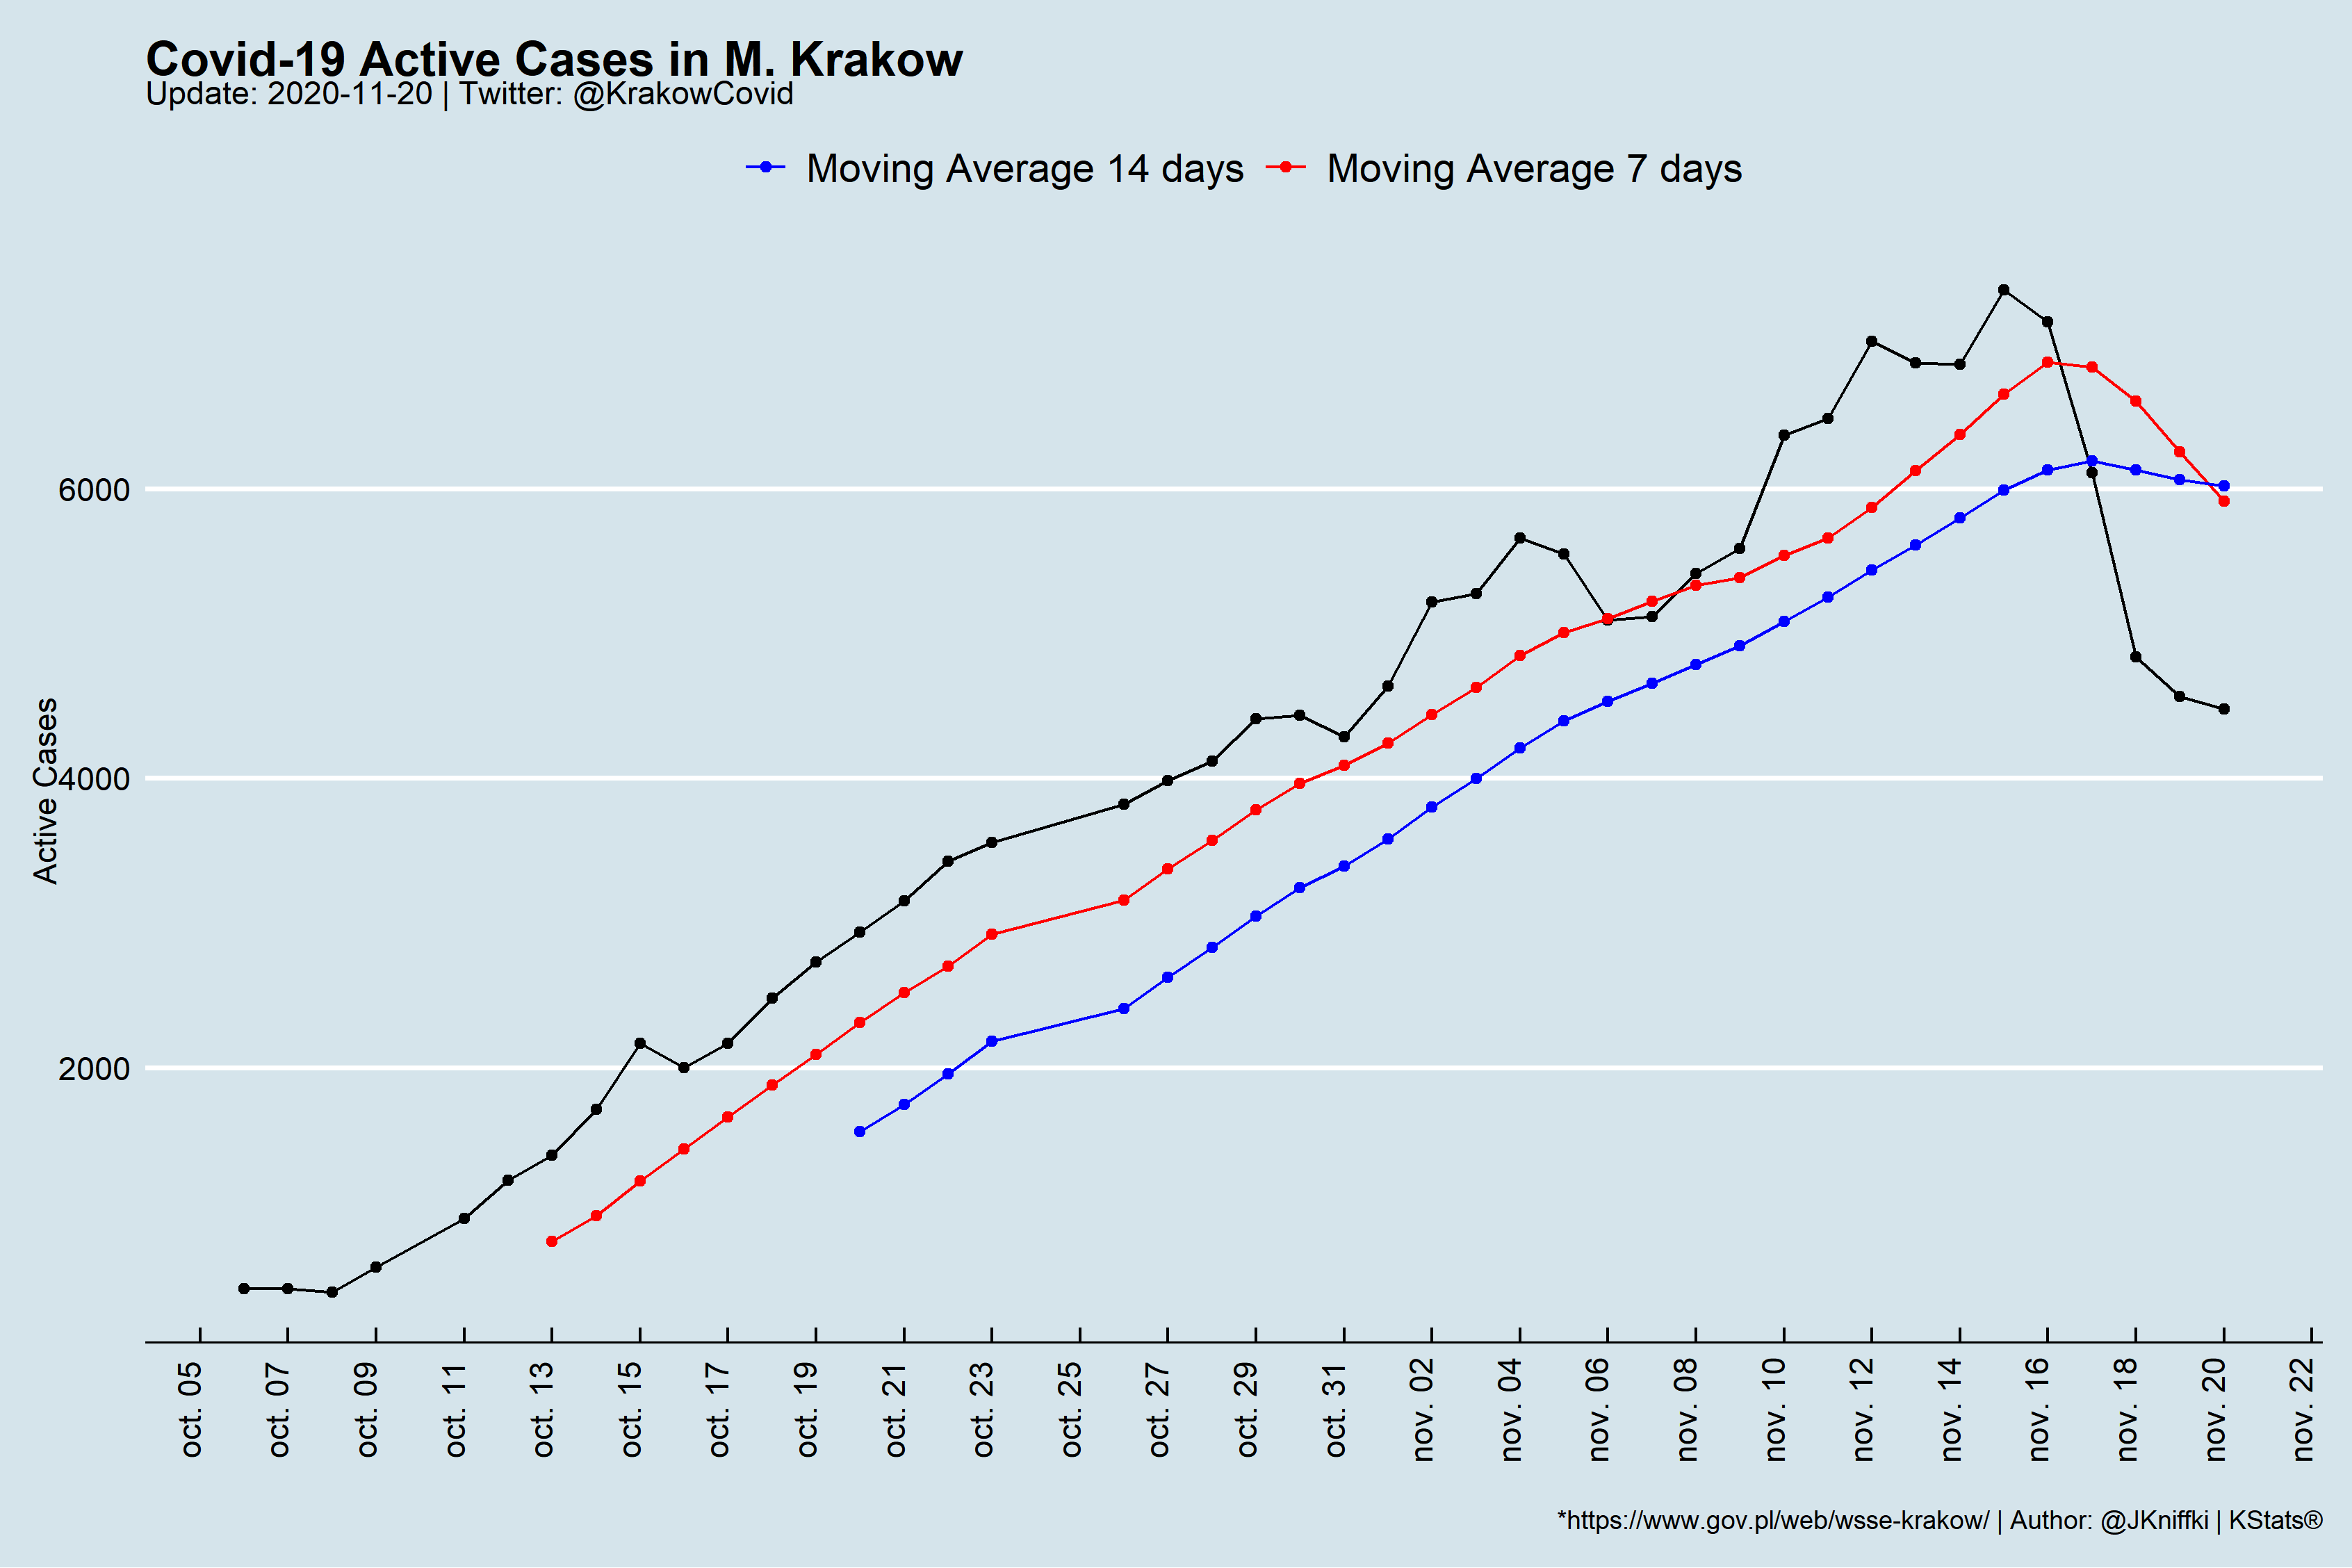 Covid-19 Active Cases in M. Krakow
Update: 2020-11-20 | Twitter: @KrakowCovid
Moving Average 14 days
Moving Average 7 days
Active Cases
6000
4000
2000
oct. 05
oct. 07
oct. 09
oct. 11
oct. 13
oct. 15
oct. 17
oct. 19
oct. 21
oct. 23
oct. 25
oct. 27
oct. 29
oct. 31
nov. 02
nov. 04
nov. 06
nov. 08
nov. 10
nov. 12
nov. 14
nov. 16
nov. 18
nov. 20
nov. 22
*https://www.gov.pl/web/wsse-krakow/ | Author: @JKniffki | KStats®